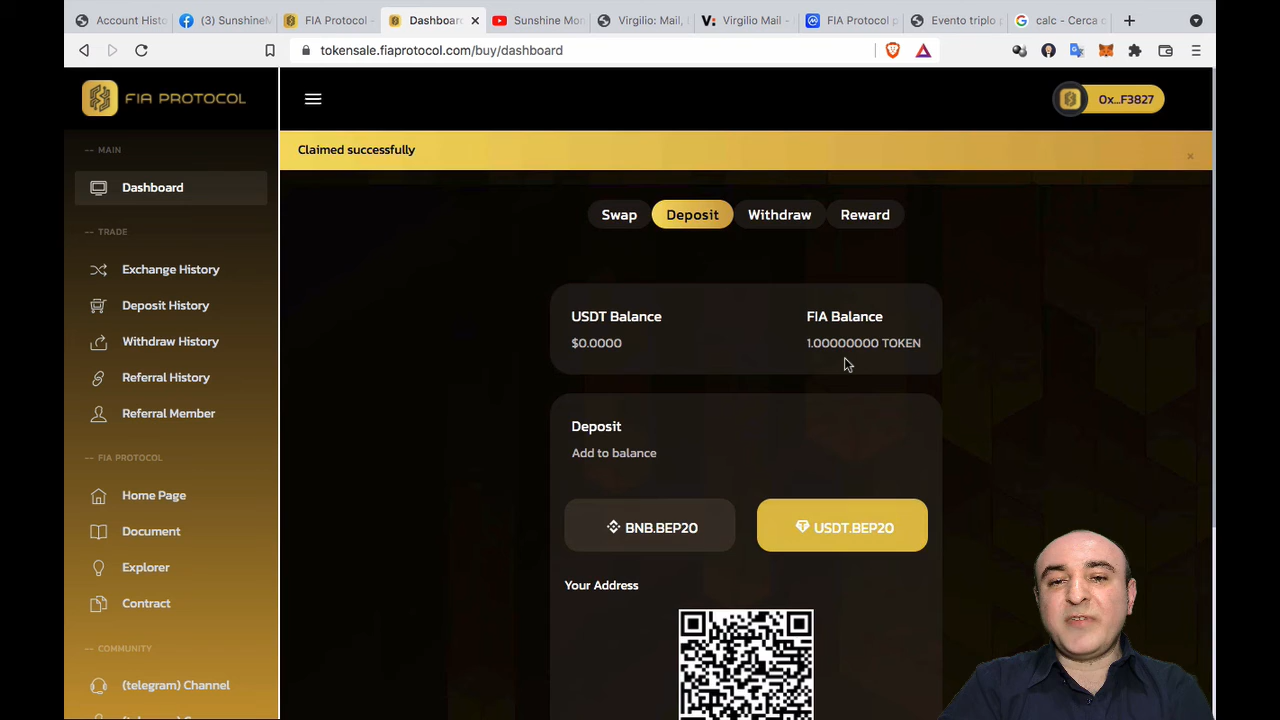 Account Histo
(3) SunshineM
FIA Protocol -
Dashboard
Sunshine Mon
Virgilio: Mail,
Virgilio Mail -
FIA Protocol p
Evento triplo
calc - Cerca c
tokensale.fiaprotocol.com/buy/dashboard
FIA PROTOCOL
0x...F3827
-- MAIN
Claimed successfully
Dashboard
Swap
Deposit
Withdraw
Reward
-- TRADE
Exchange History
Deposit History
Withdraw History
Referral History
Referral Member
USDT Balance
FIA Balance
$0.0000
1.00000000 TOKEN
Deposit
Add to balance
-- FIA PROTOCOL
Home Page
Document
Explorer
Contract
BNB.BEP20
USDT.BEP20
Your Address
-- COMMUNITY
(telegram) Channel